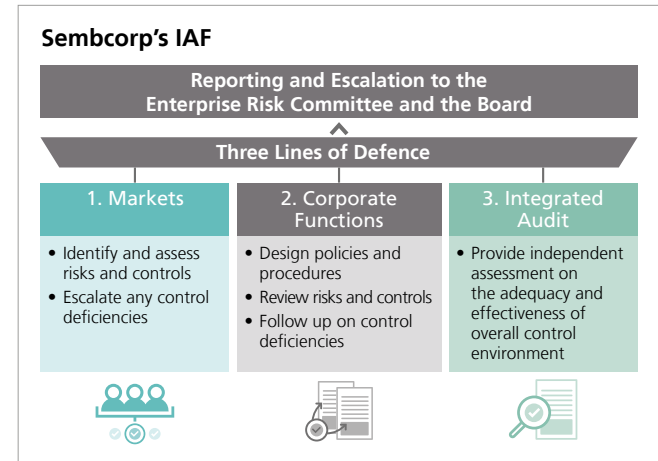 Sembcorp's IAF
Reporting and Escalation to the
Enterprise Risk Committee and the Board
Three Lines of Defence
1. Markets
• Identify and assess
risks and controls
• Escalate any control
deficiencies
2. Corporate
Functions
• Design policies and
procedures
• Review risks and controls
• Follow up on control
deficiencies
3. Integrated
Audit
• Provide independent
assessment on
the adequacy and
effectiveness of
overall control
environment